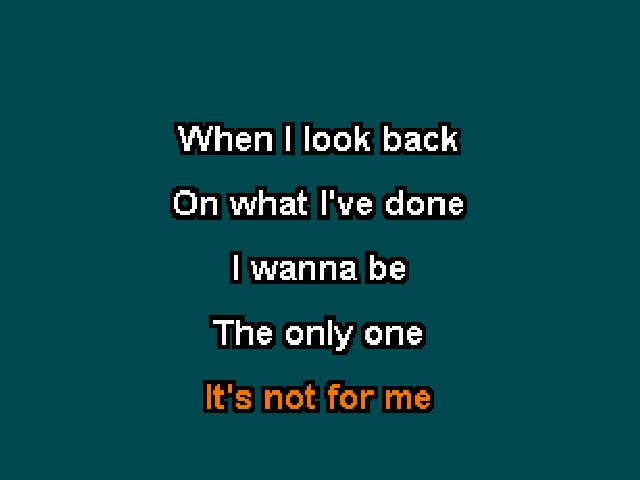 When I look back
On what I've done
I wanna be
The only one
It's not for me